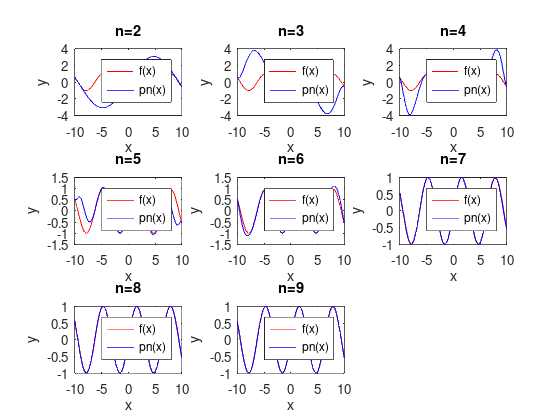 n=2 n=3 n=4
4 4 4
2 f(x) 2 f(x) 2 f(x)
y 0 y 0 y 0
-2 pn(x) -2 pn(x) -2 pn(x)
-4 -4 -4
-10 -5 0 5 10 -10 -5 0 5 10 -10 -5 0 5 10
x x x
n=5 n=6 n=7
1.5 1.5 1
1 f(x) 1 f(x) 0.5 f(x)
0.5 0.5
y 0 y 0 y 0
-0.5 pn(x) -0.5 pn(x) -0.5 pn(x)
-1 -1
-1.5 -1.5 -1
-10 -5 0 5 10 -10 -5 0 5 10 -10 -5 0 5 10
x x x
n=8 n=9
1 1
0.5 f(x) 0.5 f(x)
y 0 y 0
-0.5 pn(x) -0.5 pn(x)
-1 -1
-10 -5 0 5 10 -10 -5 0 5 10
x x